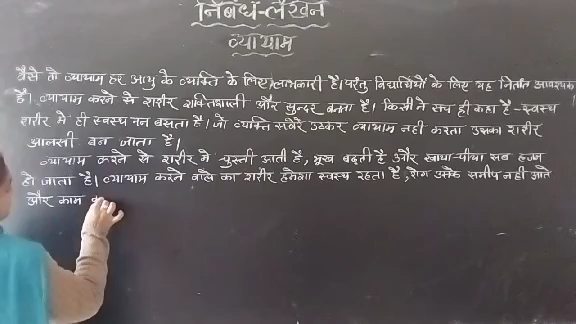 निबंध-लेखन
व्यायाम
वैसे तो व्यायाम हर आयु के व्यक्ति के लिए लाभकारी है। परंतु विद्यार्थियों के लिए यह नितांत आवश्यक
है। व्यायाम करने से शरीर शक्तिशाली और सुन्दर बनता है। किसी ने सच ही कहा है - स्वस्थ
शरीर में ही स्वस्थ मन बसता है। जो व्यक्ति सवेरे उठकर व्यायाम नहीं करता उसका शरीर
आलसी बन जाता है।
व्यायाम करने से शरीर में चुस्ती आती है, भूख बढ़ती है और खाया-पीया सब हजम
हो जाता है। व्यायाम करने वाले का शरीर हमेशा स्वस्थ रहता है, रोग उसके समीप नहीं आते
और काम